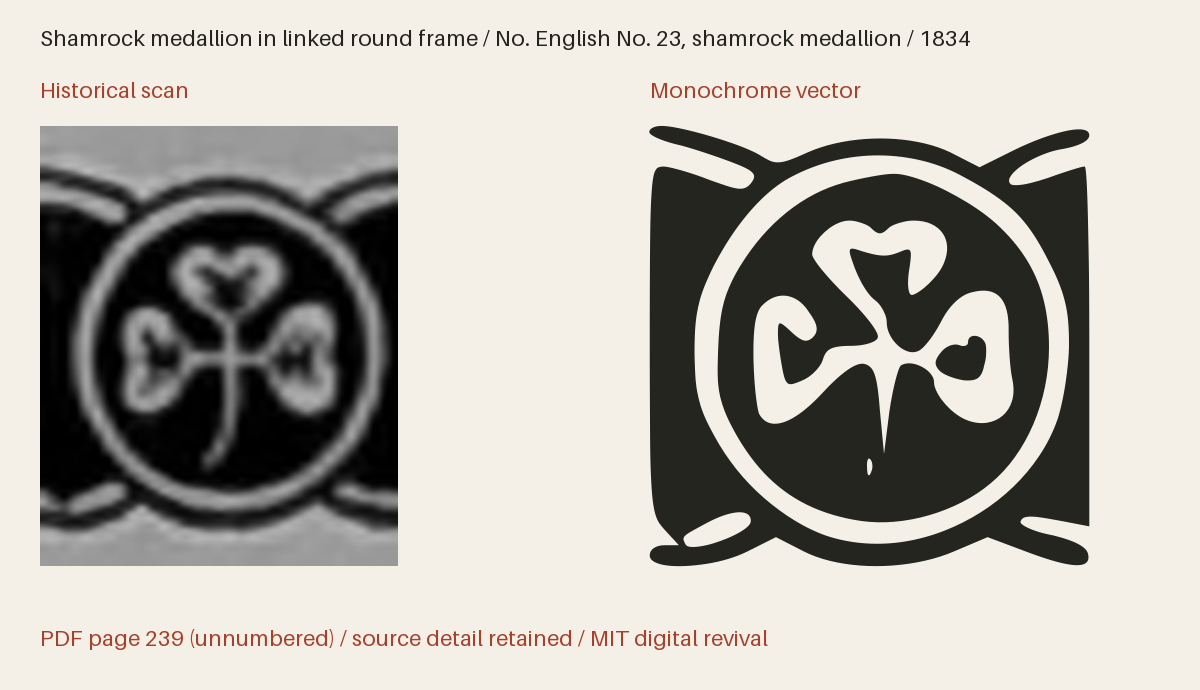 Shamrock medallion in linked round frame / No. English No. 23, shamrock medallion / 1834
Historical scan
Monochrome vector
PDF page 239 (unnumbered) / source detail retained / MIT digital revival